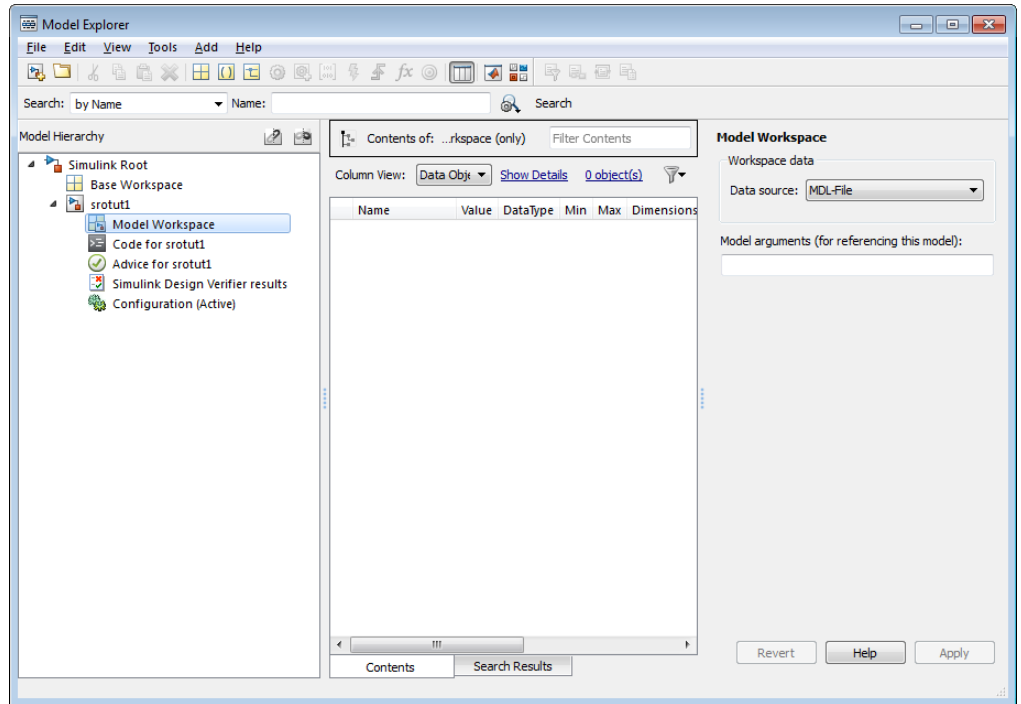 Model Explorer
File Edit View Tools Add Help
fx
Search: by Name Name: Search
Model Hierarchy
Simulink Root
Base Workspace
srotut1
Model Workspace
Code for srotut1
Advice for srotut1
Simulink Design Verifier results
Configuration (Active)
Contents of: ...rkspace (only) Filter Contents
Column View: Data Obje Show Details 0 object(s)
Name Value DataType Min Max Dimensions
Contents Search Results
Model Workspace
Workspace data
Data source: MDL-File
Model arguments (for referencing this model):
Revert Help Apply